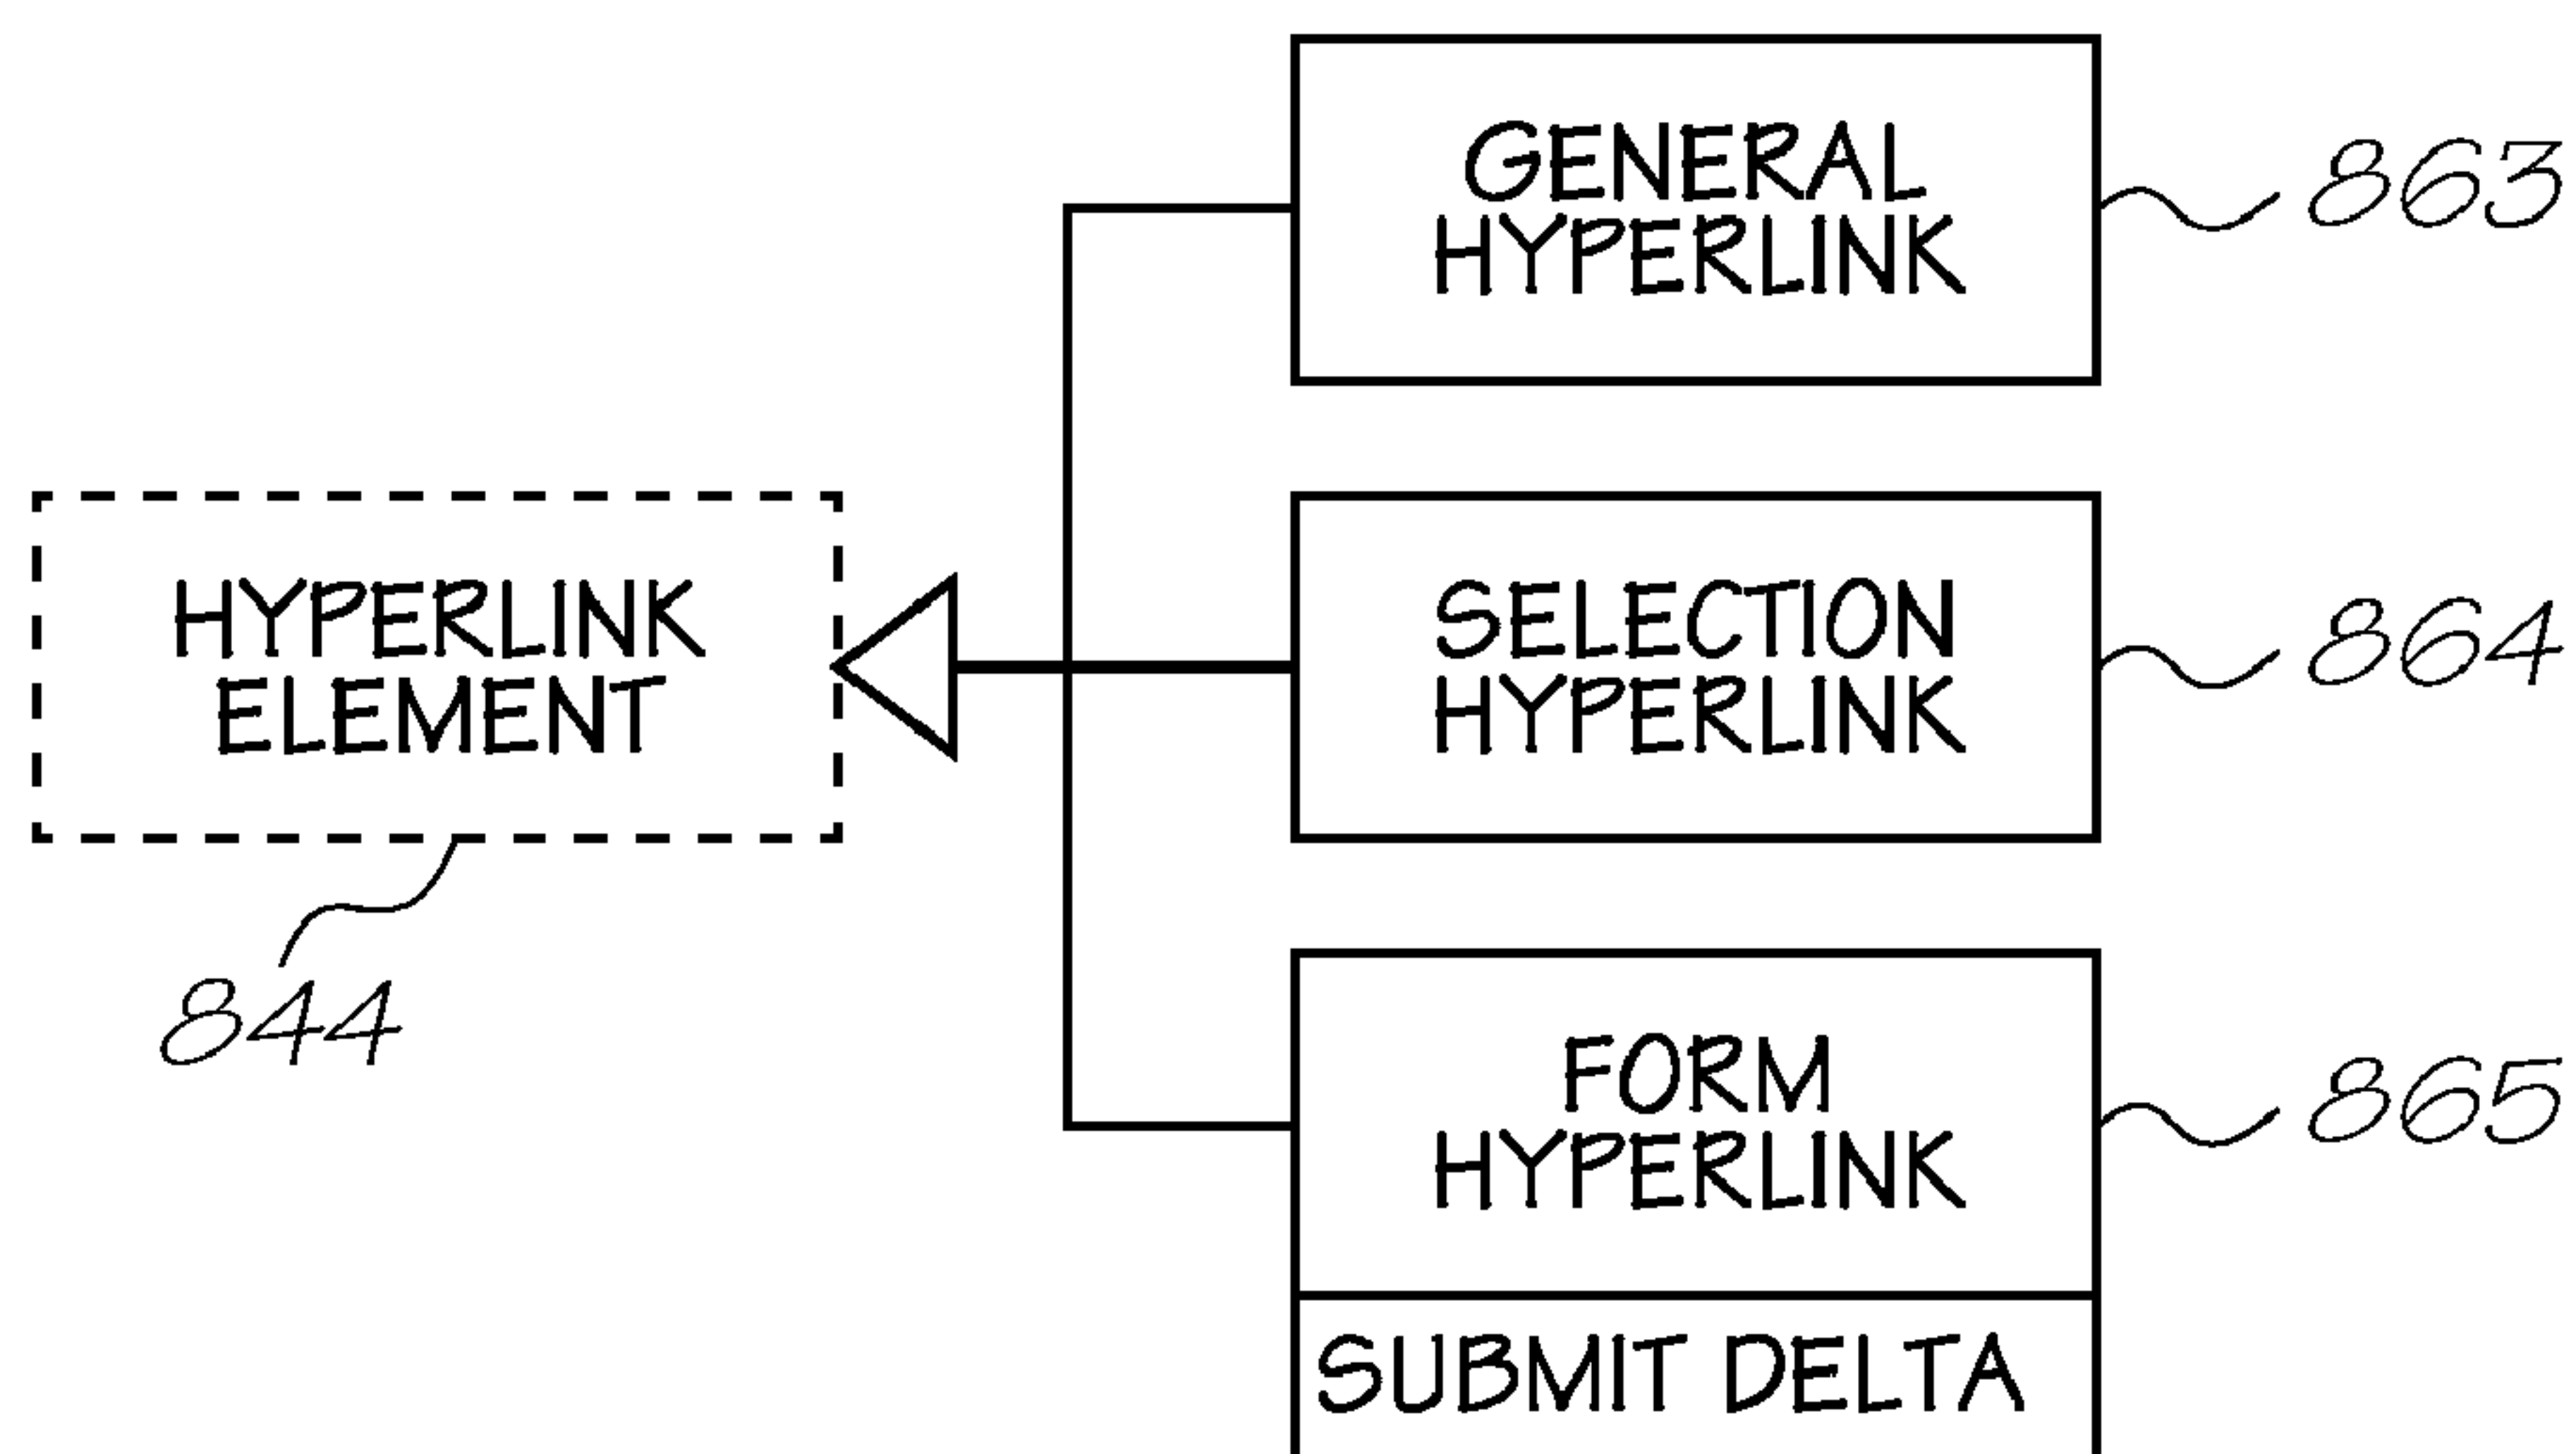 GENERAL
HYPERLINK
863
HYPERLINK
ELEMENT
844
SELECTION
HYPERLINK
864
FORM
HYPERLINK
865
SUBMIT DELTA